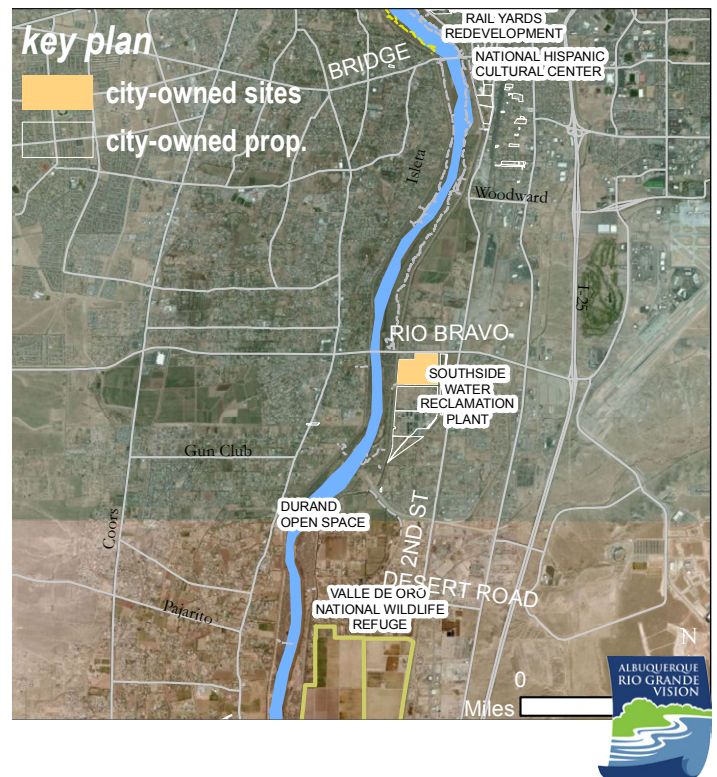 key plan
city-owned sites
city-owned prop.
RAIL YARDS
REDEVELOPMENT
BRIDGE
NATIONAL HISPANIC
CULTURAL CENTER
Isleta
Woodward
I-25
RIO BRAVO
SOUTHSIDE
WATER
RECLAMATION
PLANT
Gun Club
Coors
DURAND
OPEN SPACE
2ND ST
DESERT ROAD
VALLE DE ORO
NATIONAL WILDLIFE
REFUGE
Pajarito
N
0
Miles
ALBUQUERQUE
RIO GRANDE
VISION